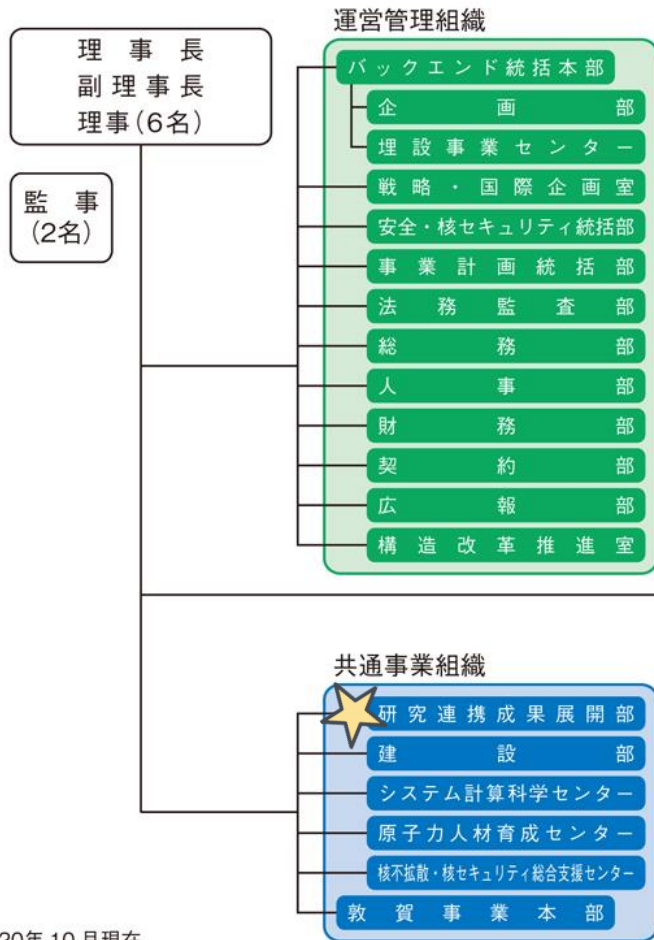 理事長
副理事長
理事(6名)
監事
(2名)
運営管理組織
バックエンド統括本部
企画部
埋設事業センター
戦略・国際企画室
安全・核セキュリティ統括部
事業計画統括部
法務監査部
総務部
人事部
財務部
契約部
広報部
構造改革推進室
共通事業組織
研究連携成果展開部
建設部
システム計算科学センター
原子力人材育成センター
核不拡散・核セキュリティ総合支援センター
敦賀事業本部
20年10月現在